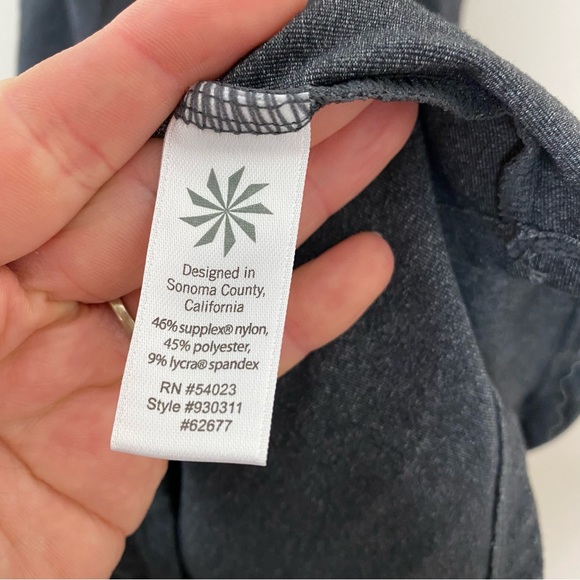 Designed in
Sonoma County,
California
46% supplex® nylon,
45% polyester,
9% lycra® spandex
RN #54023
Style #930311
#62677